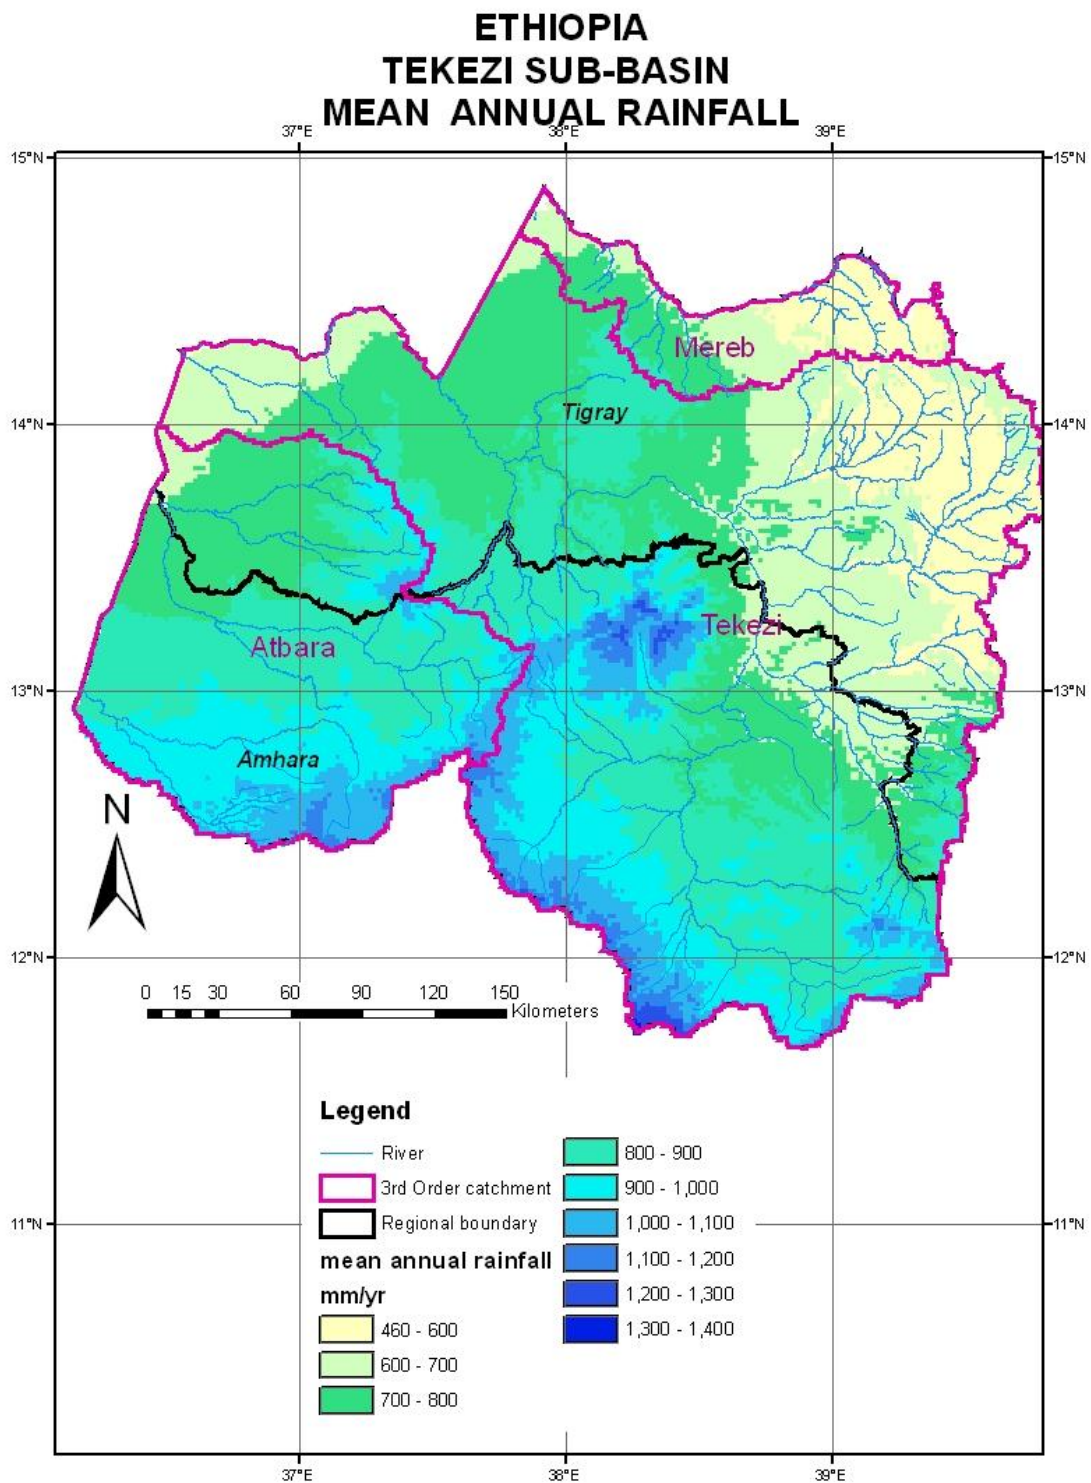 ETHIOPIA
TEKEZI SUB-BASIN
MEAN ANNUAL RAINFALL
37°E 38°E 39°E
15°N 15°N
Mereb
Tigray
14°N 14°N
Tekezi
Atbara
13°N 13°N
Amhara
N
12°N 12°N
0 15 30 60 90 120 150
Kilometers
Legend
River
3rd Order catchment
Regional boundary
mean annual rainfall
mm/yr
460 - 600
600 - 700
700 - 800
800 - 900
900 - 1,000
1,000 - 1,100
1,100 - 1,200
1,200 - 1,300
1,300 - 1,400
11°N 11°N
37°E 38°E 39°E